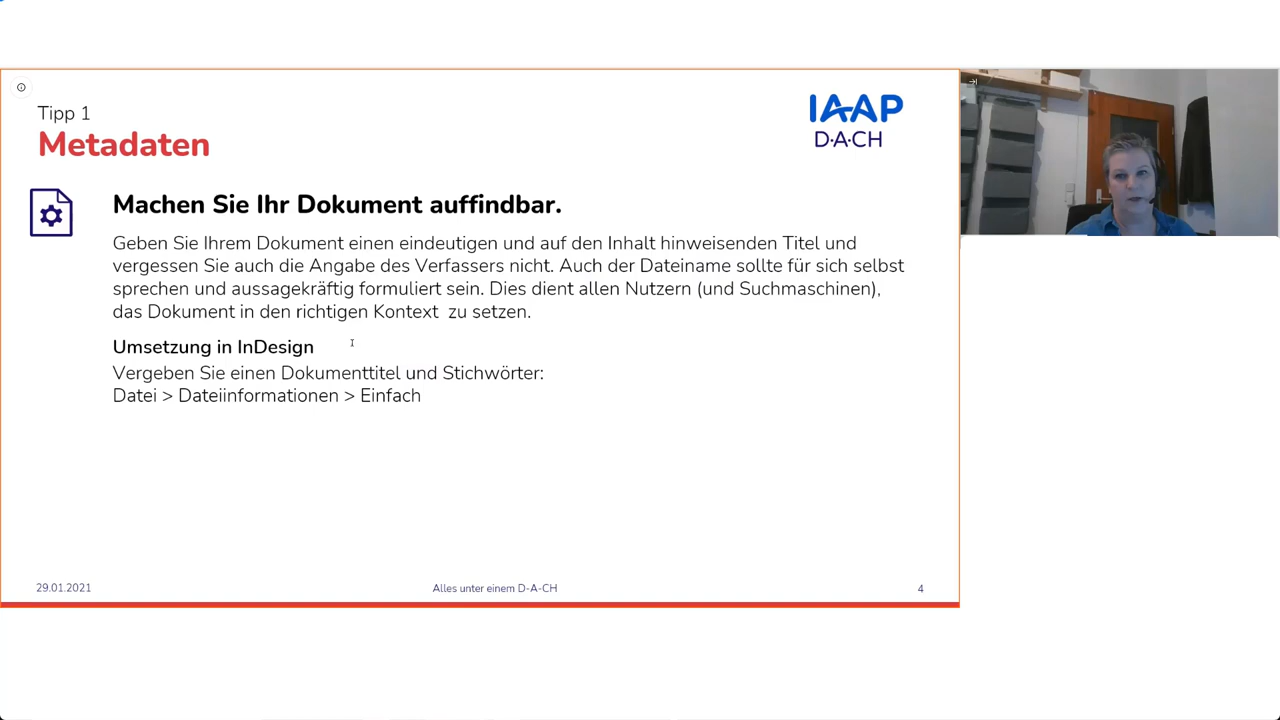 Tipp 1
Metadaten
IAAP
D·A·CH
Machen Sie Ihr Dokument auffindbar.
Geben Sie Ihrem Dokument einen eindeutigen und auf den Inhalt hinweisenden Titel und
vergessen Sie auch die Angabe des Verfassers nicht. Auch der Dateiname sollte für sich selbst
sprechen und aussagekräftig formuliert sein. Dies dient allen Nutzern (und Suchmaschinen),
das Dokument in den richtigen Kontext  zu setzen.
Umsetzung in InDesign
Vergeben Sie einen Dokumenttitel und Stichwörter:
Datei > Dateiinformationen > Einfach
29.01.2021
Alles unter einem D-A-CH
4